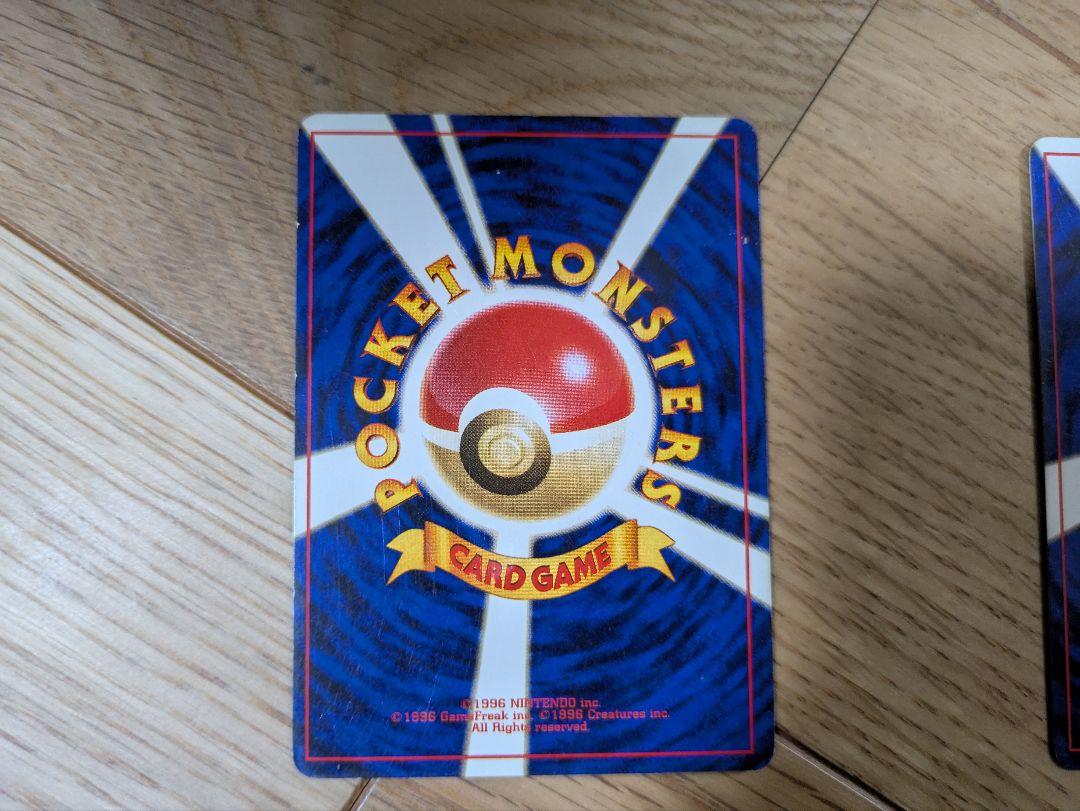 POCKET MONSTERS
CARD GAME
©1996 NINTENDO inc.
©1996 GameFreak inc. ©1996 Creatures inc.
All Rights reserved.